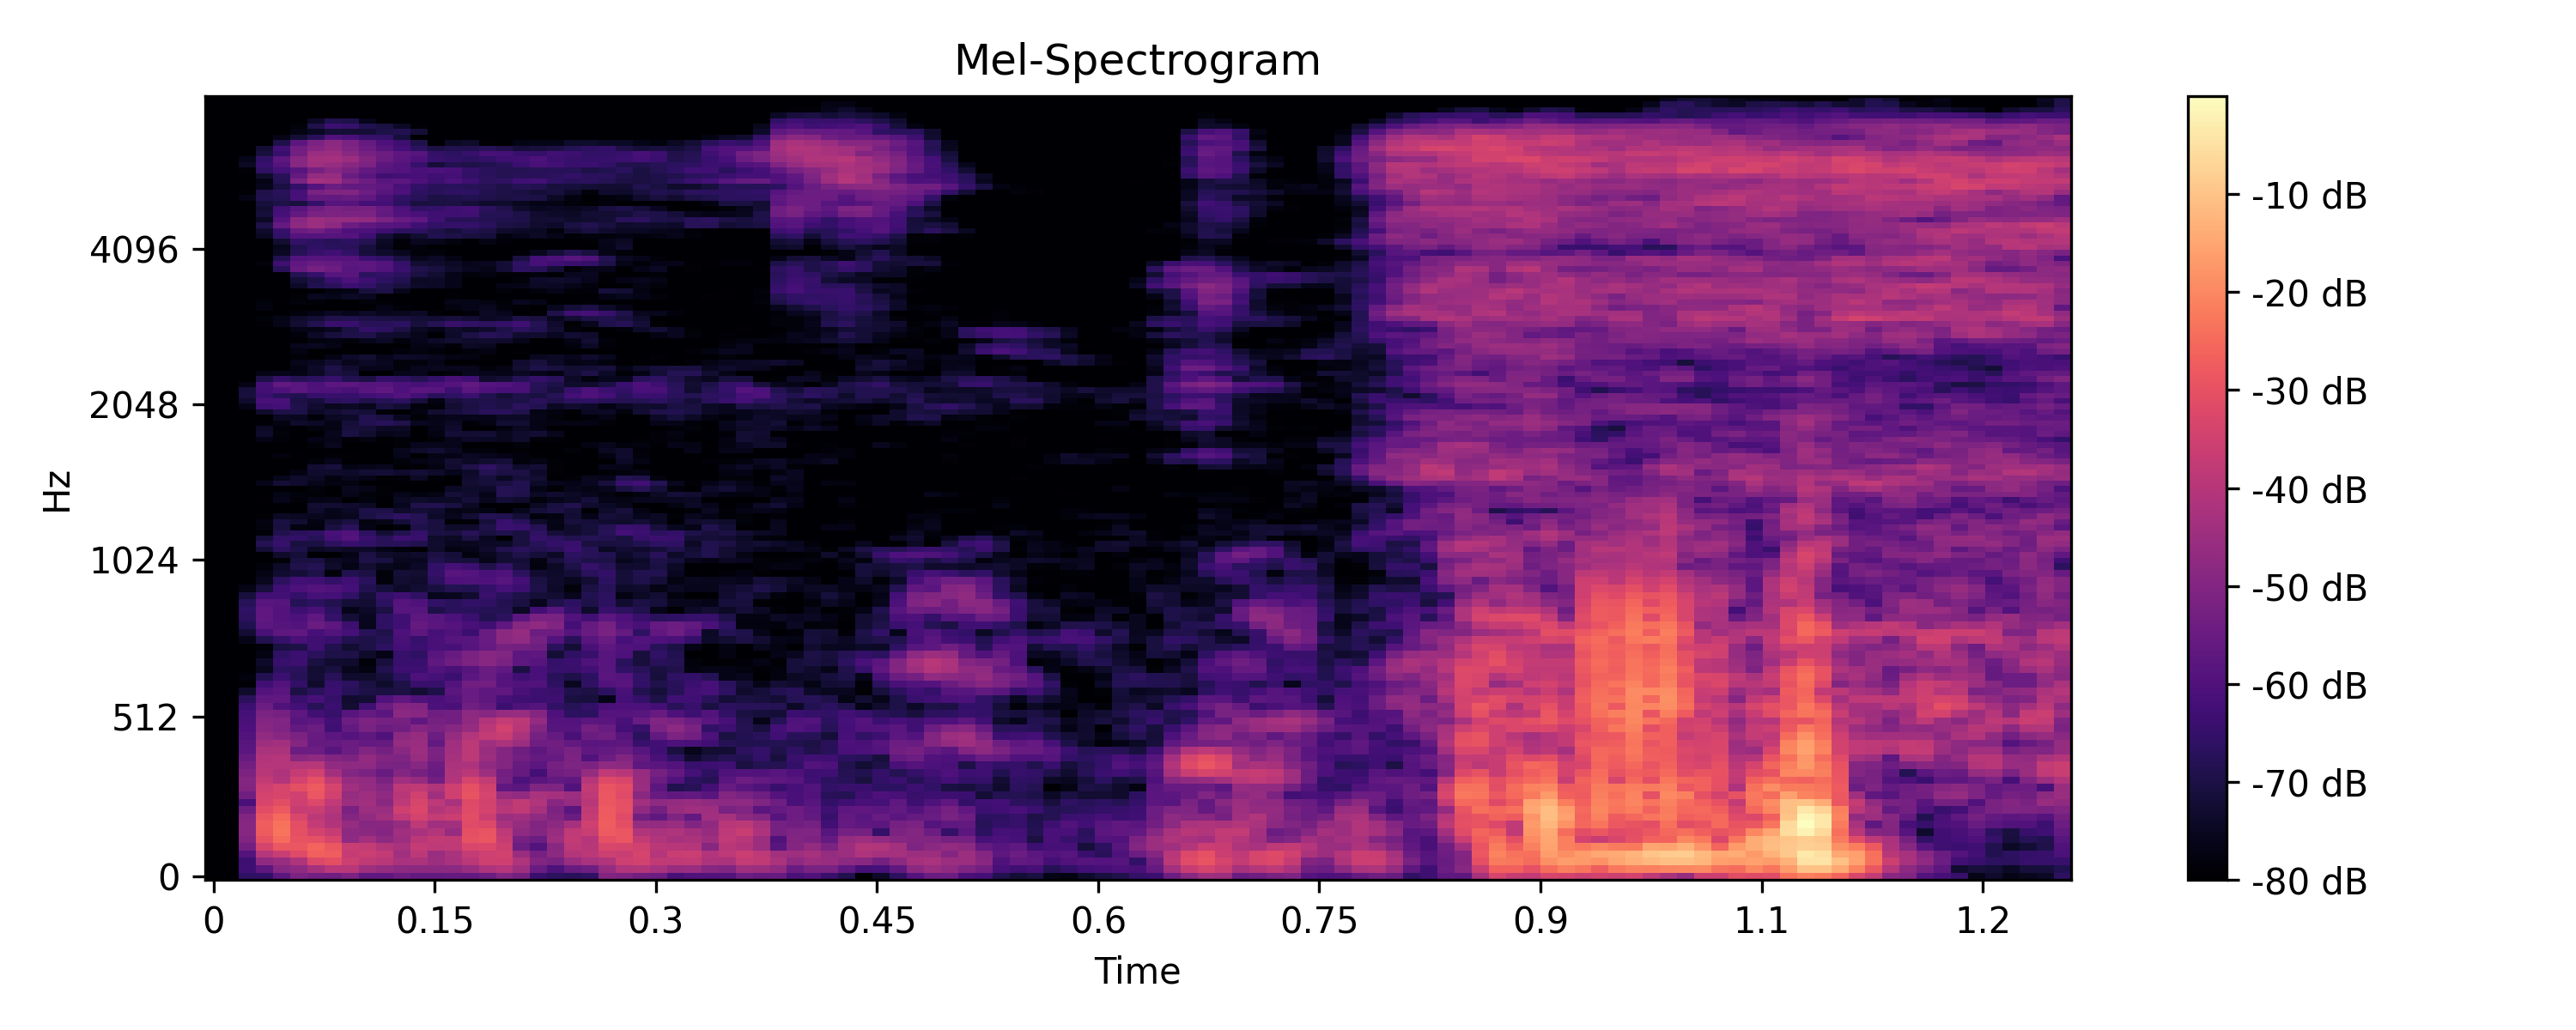 Mel-Spectrogram
Hz
4096
2048
1024
512
0
0 0.15 0.3 0.45 0.6 0.75 0.9 1.1 1.2
Time
-10 dB
-20 dB
-30 dB
-40 dB
-50 dB
-60 dB
-70 dB
-80 dB